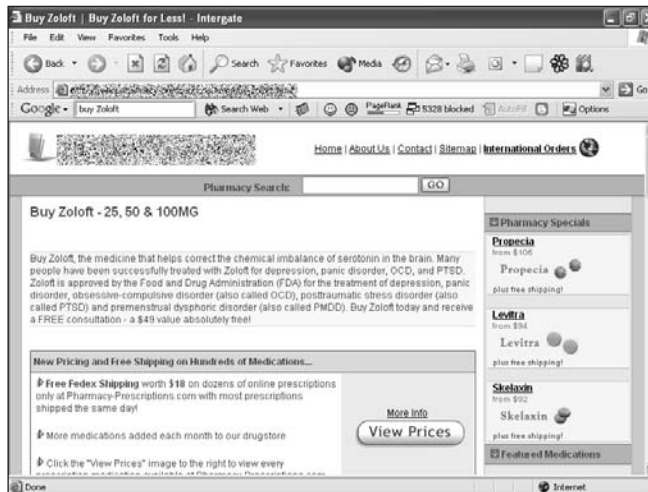 Buy Zoloft | Buy Zoloft for Less! - Intergate
File Edit View Favorites Tools Help
Back Search Favorites Media
Address Go
Google buy Zoloft Search Web PageRank 5328 blocked AutoFill Options
Home | About Us | Contact | Sitemap | International Orders
Pharmacy Search: GO
Buy Zoloft - 25, 50 & 100MG
Buy Zoloft, the medicine that helps correct the chemical imbalance of serotonin in the brain. Many
people have been successfully treated with Zoloft for depression, panic disorder, OCD, and PTSD.
Zoloft is approved by the Food and Drug Administration (FDA) for the treatment of depression, panic
disorder, obsessive-compulsive disorder (also called OCD), posttraumatic stress disorder (also
called PTSD) and premenstrual dysphoric disorder (also called PMDD). Buy Zoloft today and receive
a FREE consultation - a $49 value absolutely free!
New Pricing and Free Shipping on Hundreds of Medications...
Free Fedex Shipping worth $18 on dozens of online prescriptions
only at Pharmacy-Prescriptions.com with most prescriptions
shipped the same day!
More medications added each month to our drugstore
Click the "View Prices" image to the right to view every
prescription medication available at Pharmacy-Prescriptions.com
More Info
View Prices
Pharmacy Specials
Propecia
from $106
Propecia
plus free shipping!
Levitra
from $94
Levitra
plus free shipping!
Skelaxin
from $92
Skelaxin
plus free shipping!
Featured Medications
Done Internet